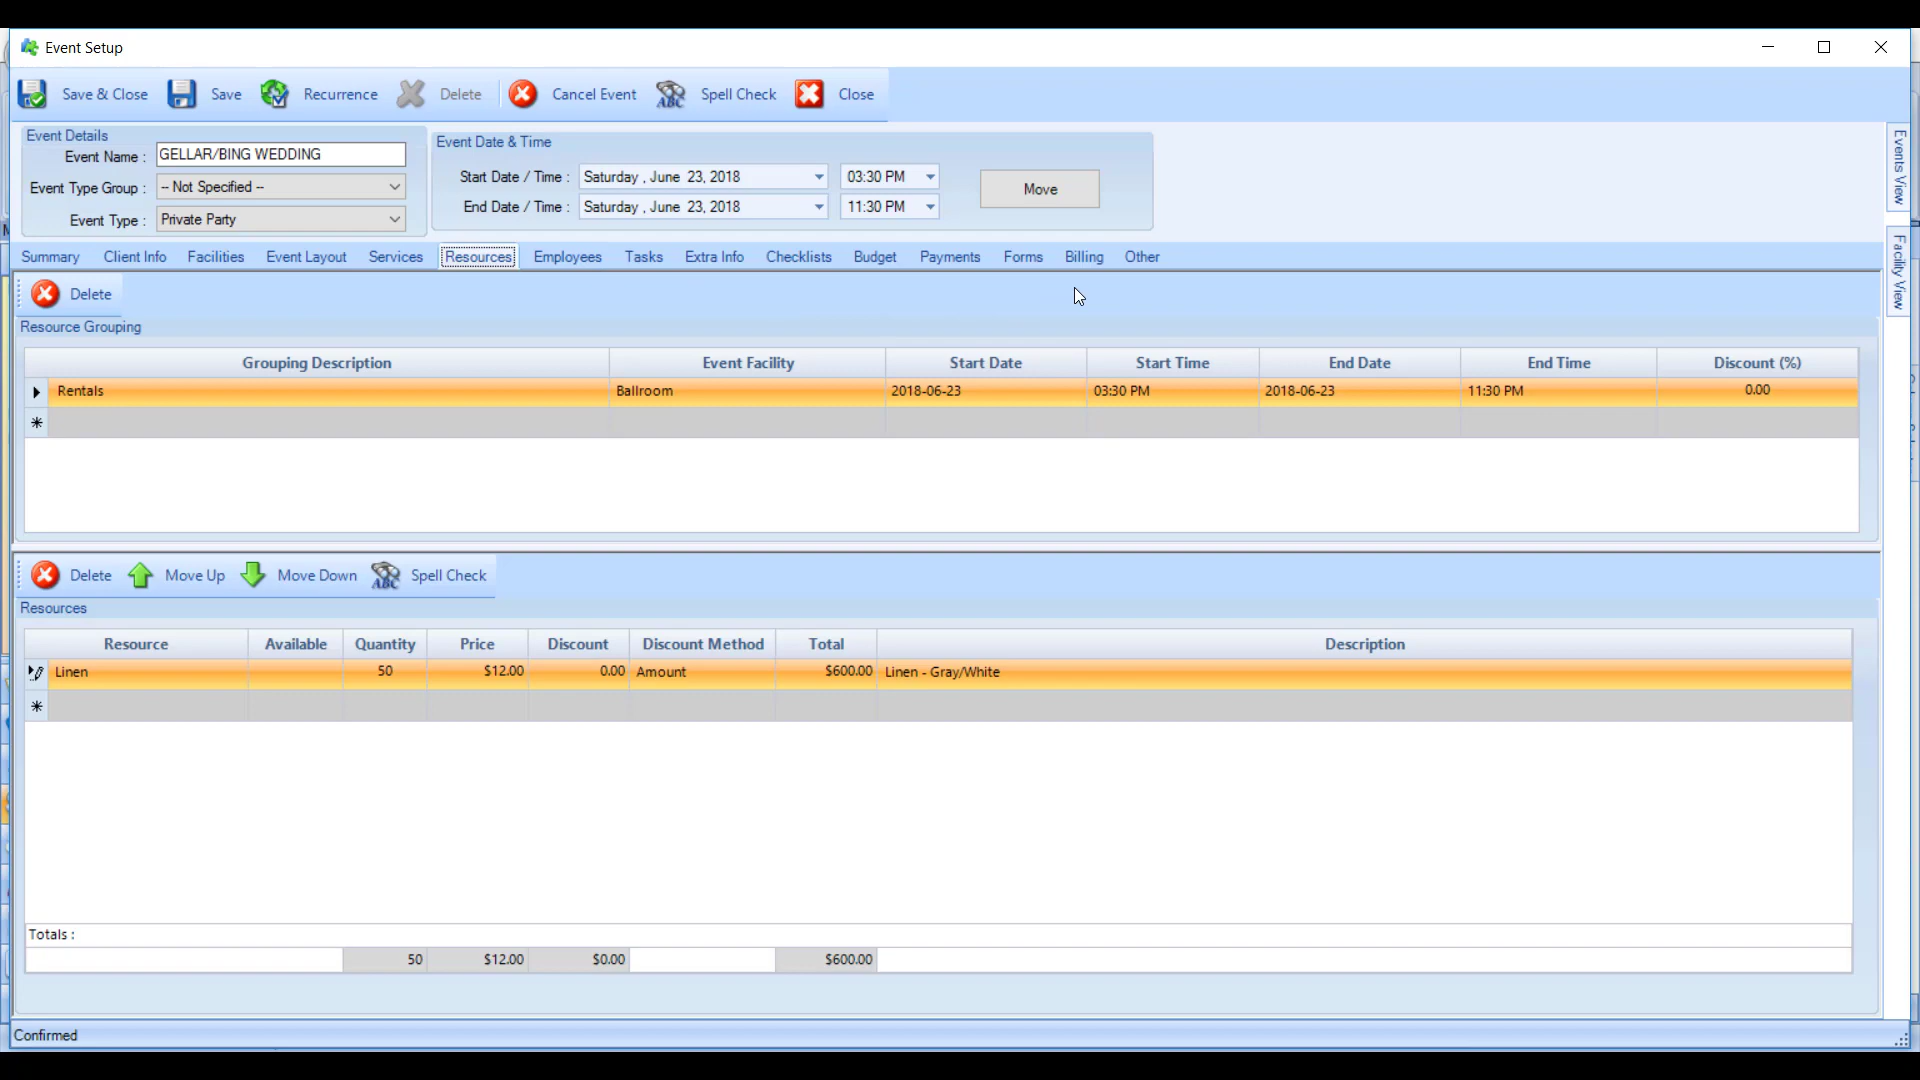 Event Setup
Save & Close Save Recurrence Delete Cancel Event ABC Spell Check Close
Event Details
Event Name : GELLAR/BING WEDDING
Event Type Group : -- Not Specified --
Event Type : Private Party
Event Date & Time
Start Date / Time : Saturday , June 23, 2018 03:30 PM
End Date / Time : Saturday , June 23, 2018 11:30 PM
Move
Events View
Facility View
Summary Client Info Facilities Event Layout Services Resources Employees Tasks Extra Info Checklists Budget Payments Forms Billing Other
Delete
Resource Grouping
Grouping Description Event Facility Start Date Start Time End Date End Time Discount (%)
Rentals Ballroom 2018-06-23 03:30 PM 2018-06-23 11:30 PM 0.00
Delete Move Up Move Down ABC Spell Check
Resources
Resource Available Quantity Price Discount Discount Method Total Description
Linen 50 $12.00 0.00 Amount $600.00 Linen - Gray/White
Totals :
50 $12.00 $0.00 $600.00
Confirmed